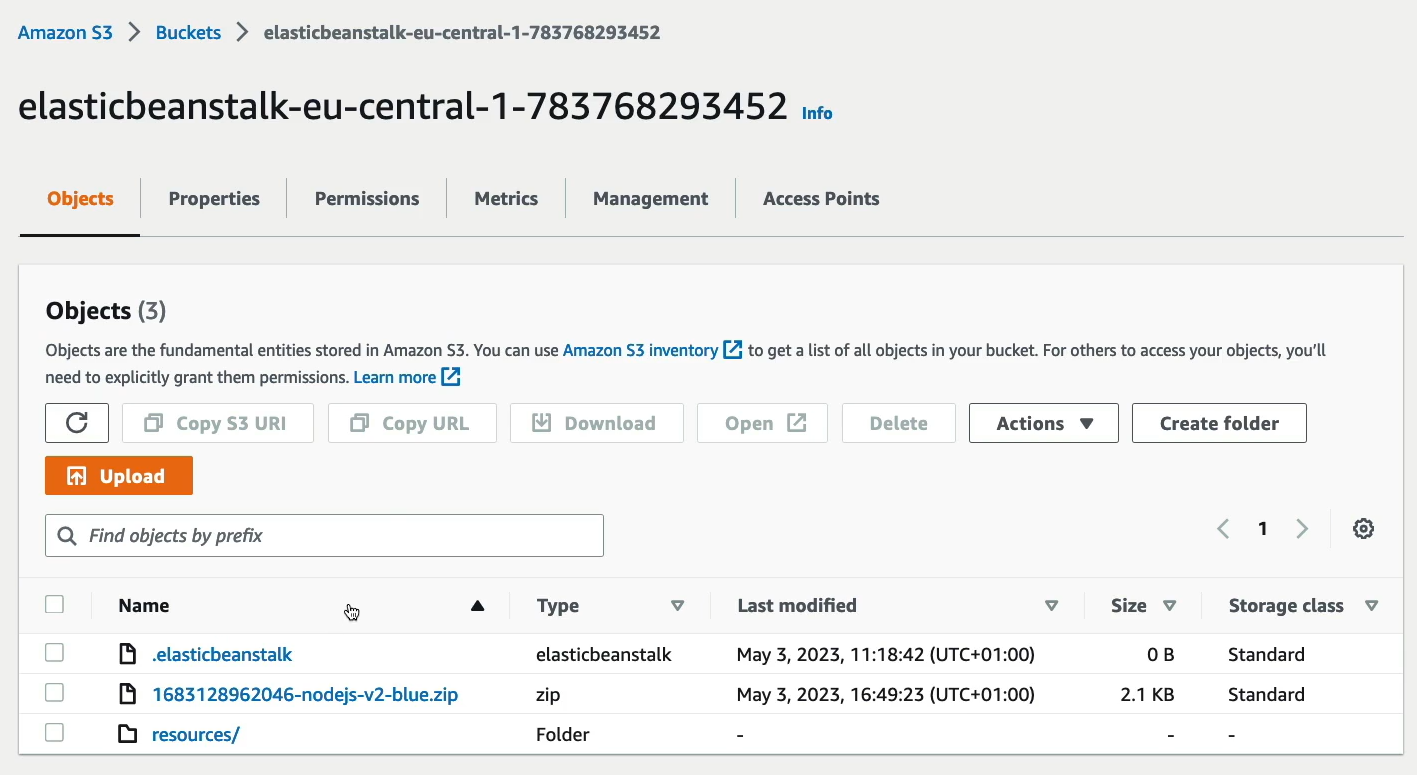 Amazon S3 > Buckets > elasticbeanstalk-eu-central-1-783768293452
elasticbeanstalk-eu-central-1-783768293452 Info
Objects Properties Permissions Metrics Management Access Points
Objects (3)
Objects are the fundamental entities stored in Amazon S3. You can use Amazon S3 inventory to get a list of all objects in your bucket. For others to access your objects, you'll
need to explicitly grant them permissions. Learn more
Copy S3 URI Copy URL Download Open Delete Actions Create folder
Upload
Find objects by prefix 1
Name Type Last modified Size Storage class
.elasticbeanstalk elasticbeanstalk May 3, 2023, 11:18:42 (UTC+01:00) 0 B Standard
1683128962046-nodejs-v2-blue.zip zip May 3, 2023, 16:49:23 (UTC+01:00) 2.1 KB Standard
resources/ Folder - - -